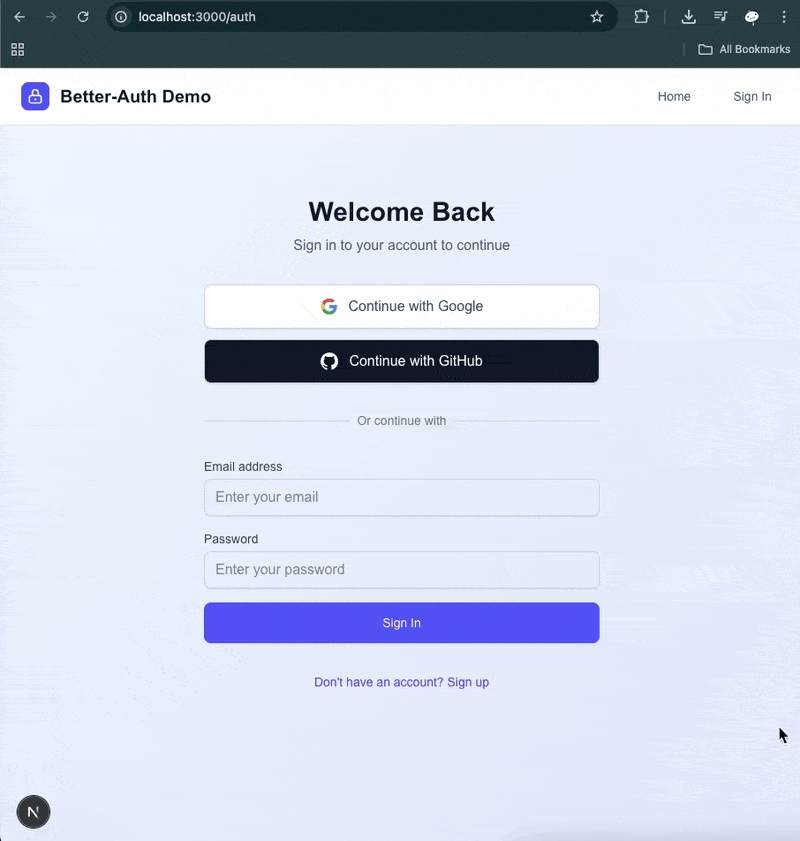 localhost:3000/auth
All Bookmarks
Better-Auth Demo
Home
Sign In
Welcome Back
Sign in to your account to continue
Continue with Google
Continue with GitHub
Or continue with
Email address
Enter your email
Password
Enter your password
Sign In
Don't have an account? Sign up
N